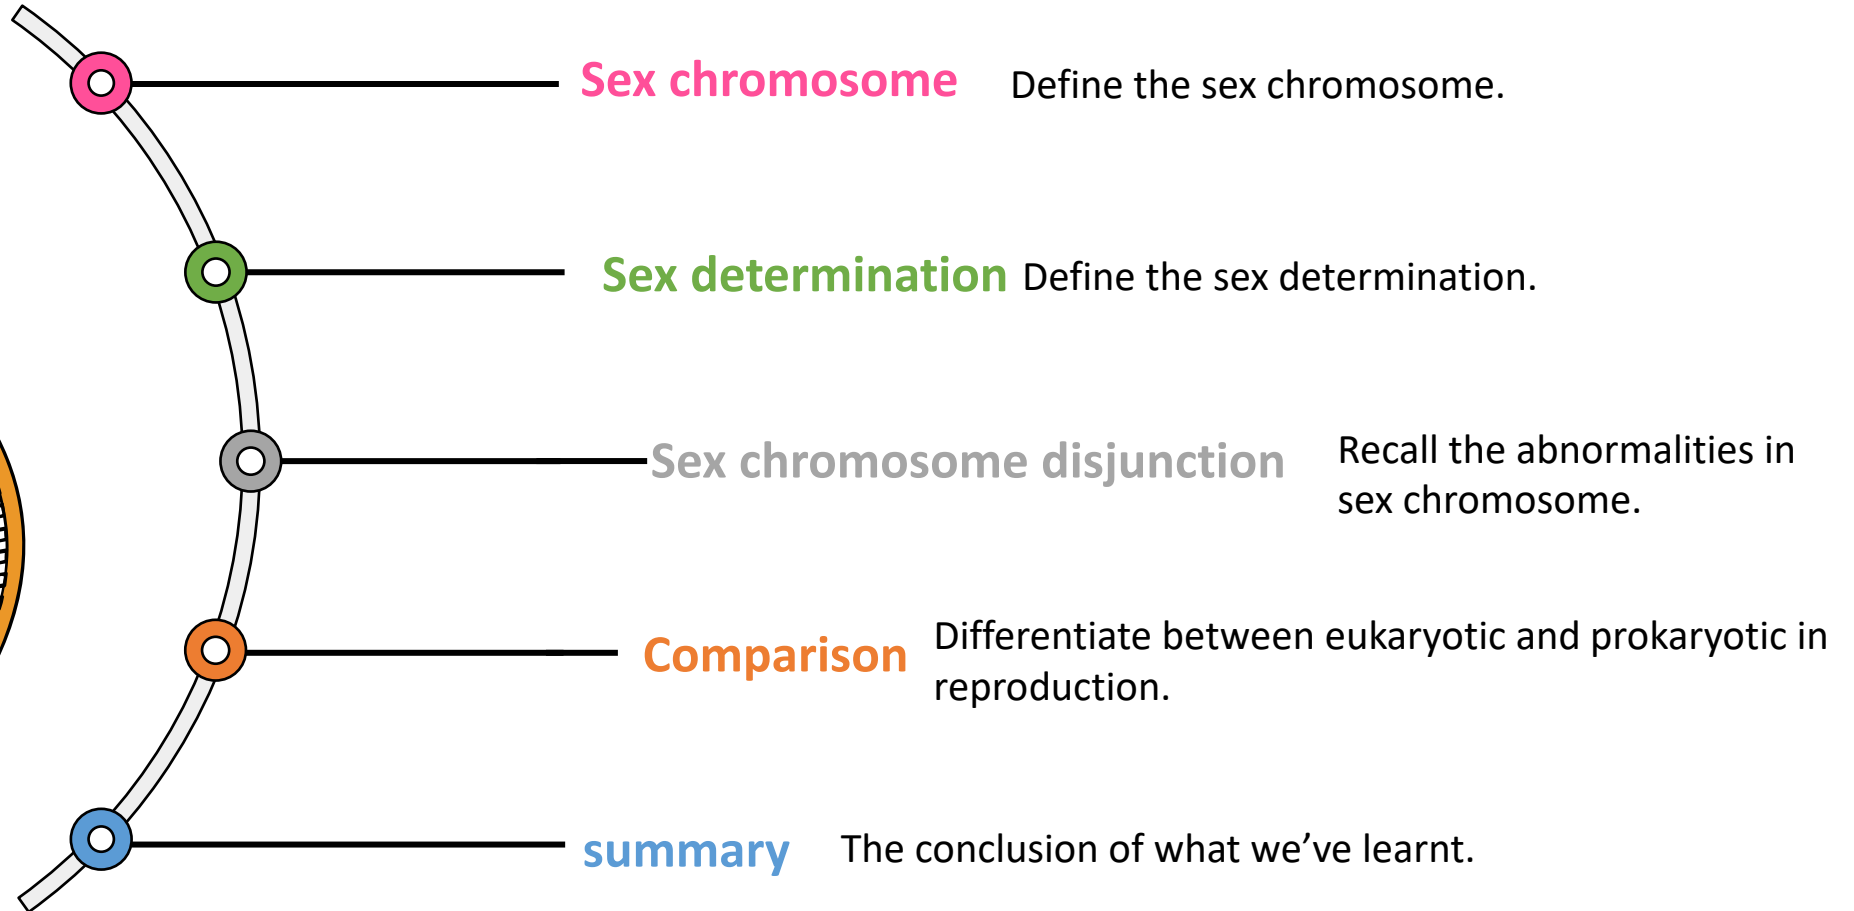 Sex chromosome Define the sex chromosome.
Sex determination Define the sex determination.
Sex chromosome disjunction
Recall the abnormalities in
sex chromosome.
Comparison
Differentiate between eukaryotic and prokaryotic in
reproduction.
summary The conclusion of what we’ve learnt.